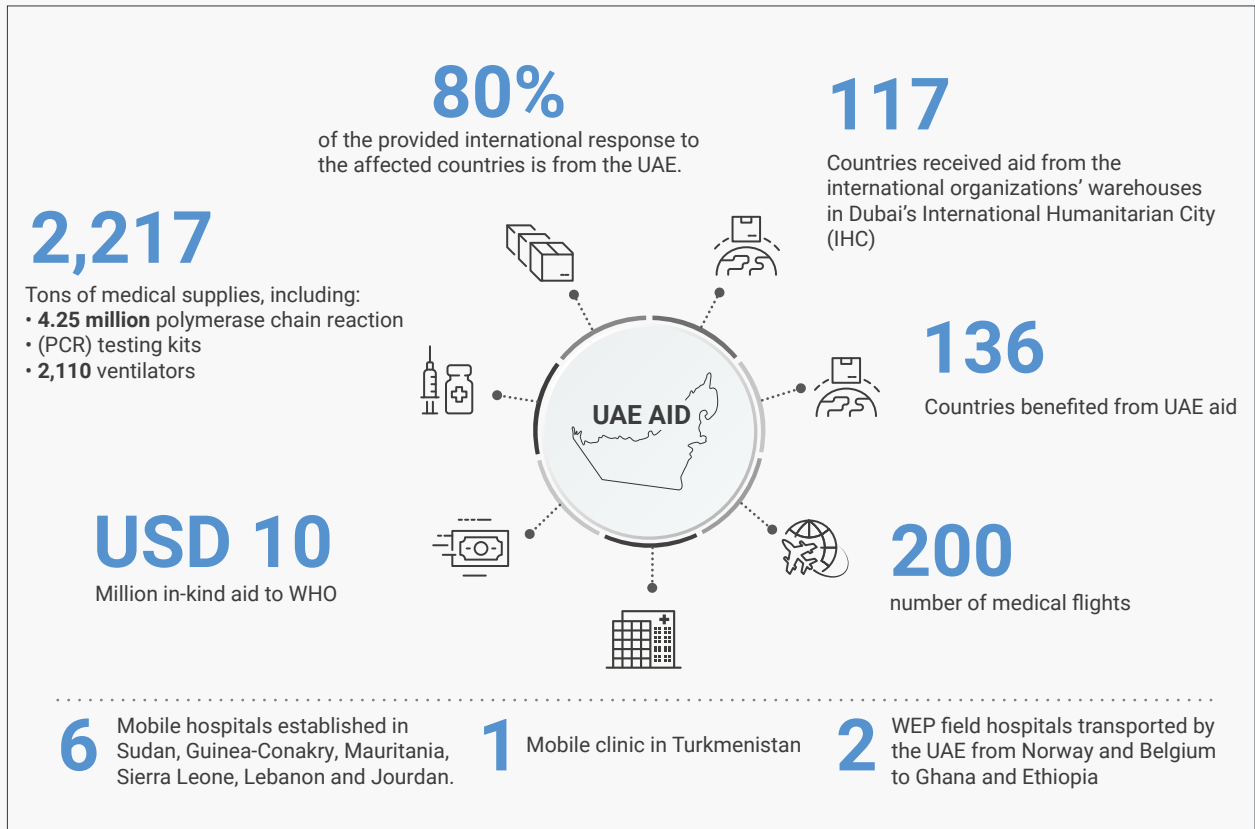 80%
of the provided international response to
the affected countries is from the UAE.
117
Countries received aid from the
international organizations’ warehouses
in Dubai’s International Humanitarian City
(IHC)
2,217
Tons of medical supplies, including:
• 4.25 million polymerase chain reaction
• (PCR) testing kits
• 2,110 ventilators
136
Countries benefited from UAE aid
UAE AID
USD 10
Million in-kind aid to WHO
200
number of medical flights
6
Mobile hospitals established in
Sudan, Guinea-Conakry, Mauritania,
Sierra Leone, Lebanon and Jourdan.
1
Mobile clinic in Turkmenistan
2
WEP field hospitals transported by
the UAE from Norway and Belgium
to Ghana and Ethiopia